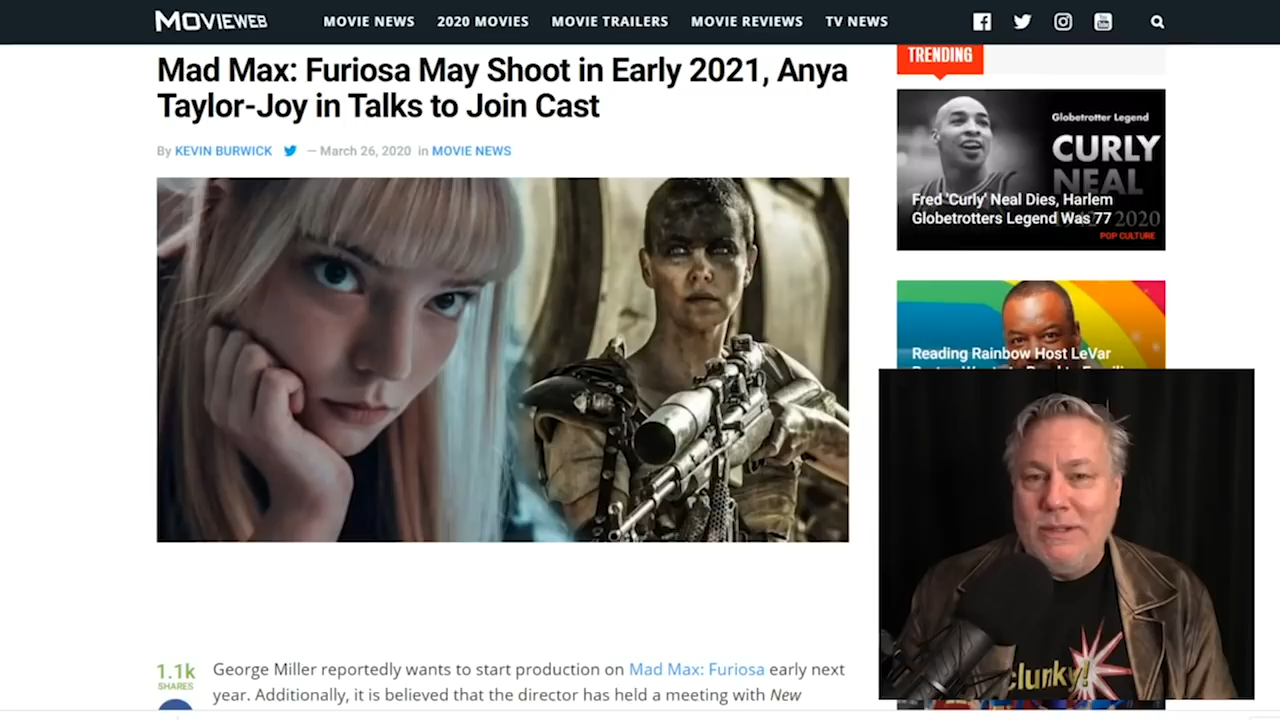 MOVIEWEB
MOVIE NEWS
2020 MOVIES
MOVIE TRAILERS
MOVIE REVIEWS
TV NEWS
Mad Max: Furiosa May Shoot in Early 2021, Anya
Taylor-Joy in Talks to Join Cast
By KEVIN BURWICK — March 26, 2020 in MOVIE NEWS
1.1k
SHARES
George Miller reportedly wants to start production on Mad Max: Furiosa early next
year. Additionally, it is believed that the director has held a meeting with New
TRENDING
Globetrotter Legend
CURLY
NEAL
Fred 'Curly' Neal Dies, Harlem
Globetrotters Legend Was 77
2020
POP CULTURE
Reading Rainbow Host LeVar
clunky!